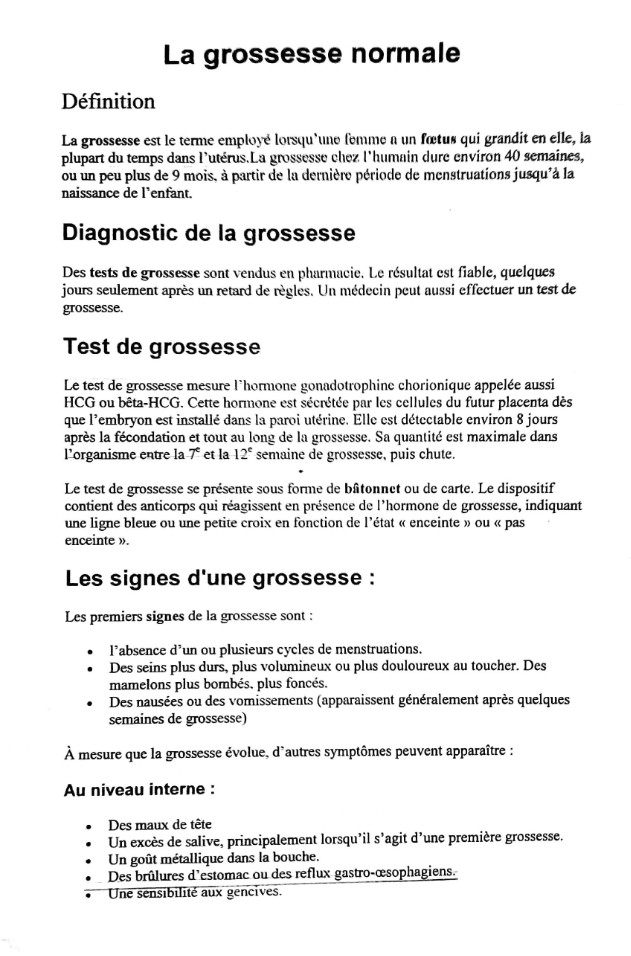 La grossesse normale
Définition
La grossesse est le terme employé lorsqu'une femme a un fœtus qui grandit en elle, la
plupart du temps dans l'utérus.La grossesse chez l'humain dure environ 40 semaines,
ou un peu plus de 9 mois, à partir de la dernière période de menstruations jusqu'à la
naissance de l'enfant.
Diagnostic de la grossesse
Des tests de grossesse sont vendus en pharmacie. Le résultat est fiable, quelques
jours seulement après un retard de règles. Un médecin peut aussi effectuer un test de
grossesse.
Test de grossesse
Le test de grossesse mesure l'hormone gonadotrophine chorionique appelée aussi
HCG ou bêta-HCG. Cette hormone est sécrétée par les cellules du futur placenta dès
que l'embryon est installé dans la paroi utérine. Elle est détectable environ 8 jours
après la fécondation et tout au long de la grossesse. Sa quantité est maximale dans
l'organisme entre la 7e et la 12e semaine de grossesse, puis chute.
Le test de grossesse se présente sous forme de bâtonnet ou de carte. Le dispositif
contient des anticorps qui réagissent en présence de l'hormone de grossesse, indiquant
une ligne bleue ou une petite croix en fonction de l'état « enceinte » ou « pas
enceinte ».
Les signes d'une grossesse :
Les premiers signes de la grossesse sont :
• l'absence d'un ou plusieurs cycles de menstruations.
• Des seins plus durs, plus volumineux ou plus douloureux au toucher. Des
mamelons plus bombés, plus foncés.
• Des nausées ou des vomissements (apparaissent généralement après quelques
semaines de grossesse)
À mesure que la grossesse évolue, d'autres symptômes peuvent apparaître :
Au niveau interne :
• Des maux de tête
• Un excès de salive, principalement lorsqu'il s'agit d'une première grossesse.
• Un goût métallique dans la bouche.
• Des brûlures d'estomac ou des reflux gastro-œsophagiens.
• Une sensibilité aux gencives.